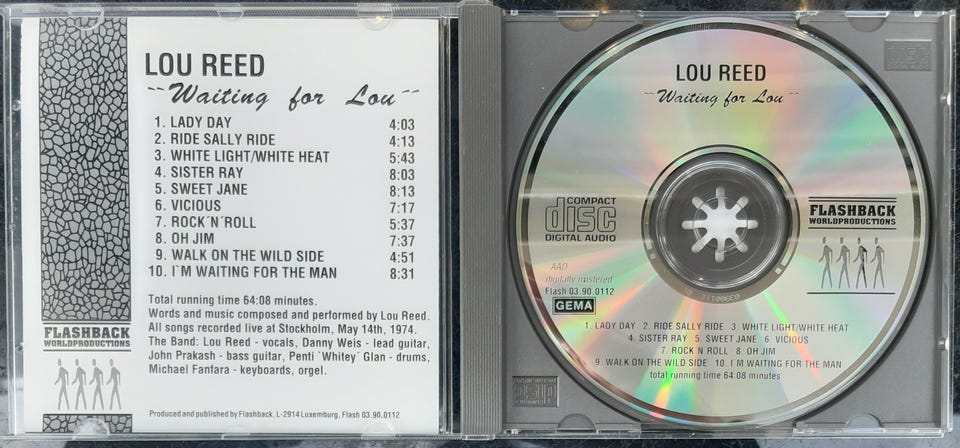 LOU REED
~~Waiting for Lou~~
1. LADY DAY 4:03
2. RIDE SALLY RIDE 4:13
3. WHITE LIGHT/WHITE HEAT 5:43
4. SISTER RAY 8:03
5. SWEET JANE 8:13
6. VICIOUS 7:17
7. ROCK´N´ROLL 5:37
8. OH JIM 7:37
9. WALK ON THE WILD SIDE 4:51
10. I`M WAITING FOR THE MAN 8:31
Total running time 64:08 minutes.
Words and music composed and performed by Lou Reed.
All songs recorded live at Stockholm, May 14th, 1974.
The Band: Lou Reed - vocals, Danny Weis - lead guitar,
John Prakash - bass guitar, Penti `Whitey´ Glan - drums,
Michael Fanfara - keyboards, orgel.
FLASHBACK
WORLDPRODUCTIONS
Produced and published by Flashback, L-2914 Luxemburg, Flash 03.90.0112
LOU REED
~~Waiting for Lou~~
COMPACT
disc
DIGITAL AUDIO
FLASHBACK
WORLDPRODUCTIONS
AAD
digitally mastered
Flash 03.90.0112
GEMA
1. LADY DAY 2. RIDE SALLY RIDE 3. WHITE LIGHT/WHITE HEAT
4. SISTER RAY 5. SWEET JANE 6. VICIOUS
7. ROCK N ROLL 8. OH JIM
9. WALK ON THE WILD SIDE 10. I`M WAITING FOR THE MAN
total running time 64:08 minutes